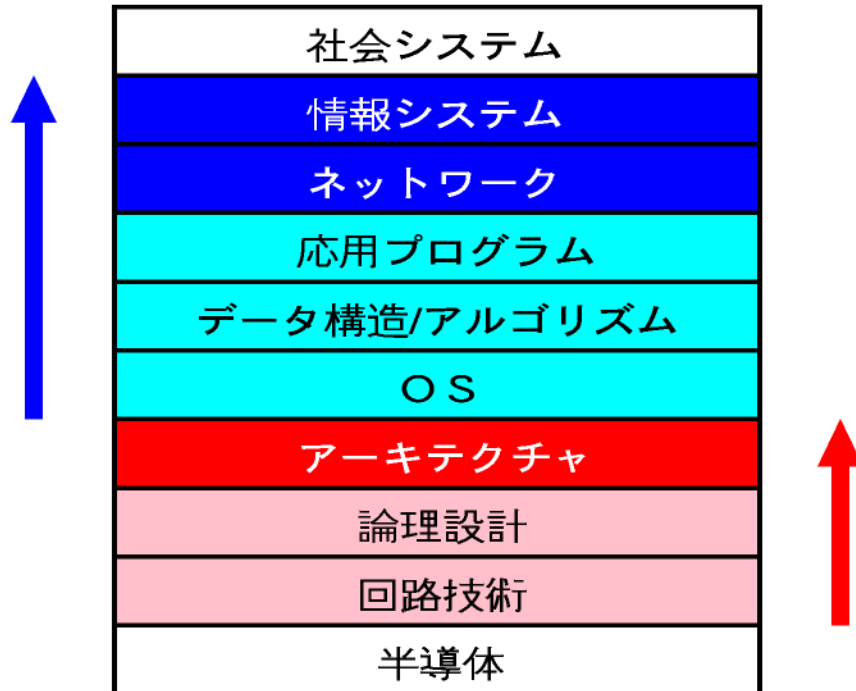 社会システム
情報システム
ネットワーク
応用プログラム
データ構造/アルゴリズム
ＯＳ
アーキテクチャ
論理設計
回路技術
半導体